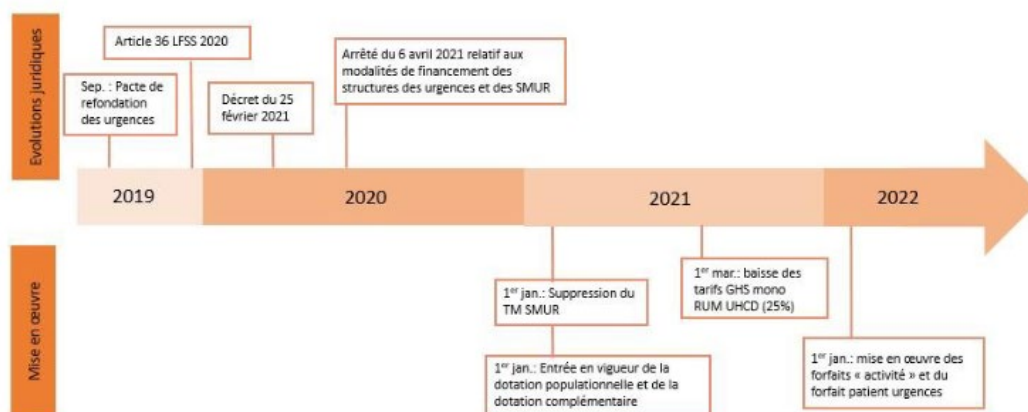 Evolutions juridiques
Article 36 LFSS 2020
Sep. : Pacte de
refondation
des urgences
Décret du 25
février 2021
Arrêté du 6 avril 2021 relatif aux
modalités de financement des
structures des urgences et des SMUR
2019
2020
2021
2022
Mise en œuvre
1er jan.: Suppression du
TM SMUR
1er jan.: Entrée en vigueur de la
dotation populationnelle et de la
dotation complémentaire
1er mar.: baisse des
tarifs GHS mono
RUM UHCD (25%)
1er jan.: mise en œuvre des
forfaits « activité » et du
forfait patient urgences